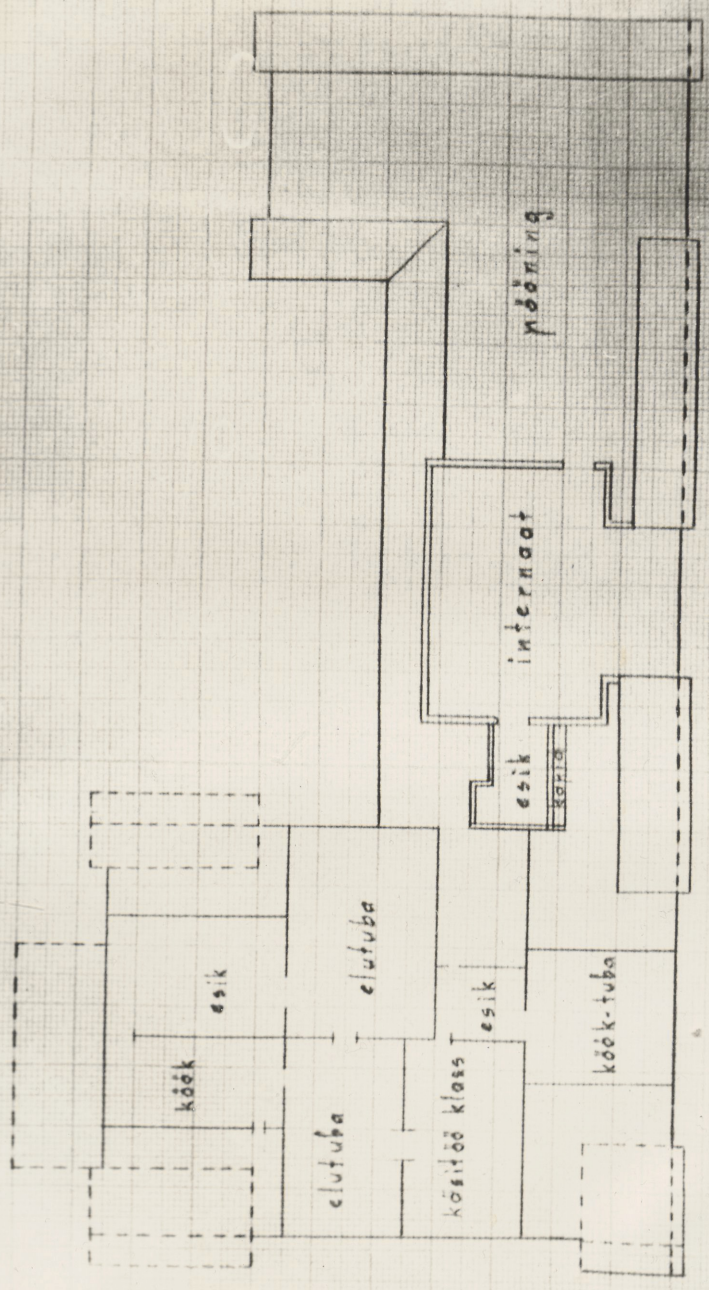 köök
esik
elutuba
elutuba
käsitöö klass
esik
esik
internaat
pööning
köök-tuba